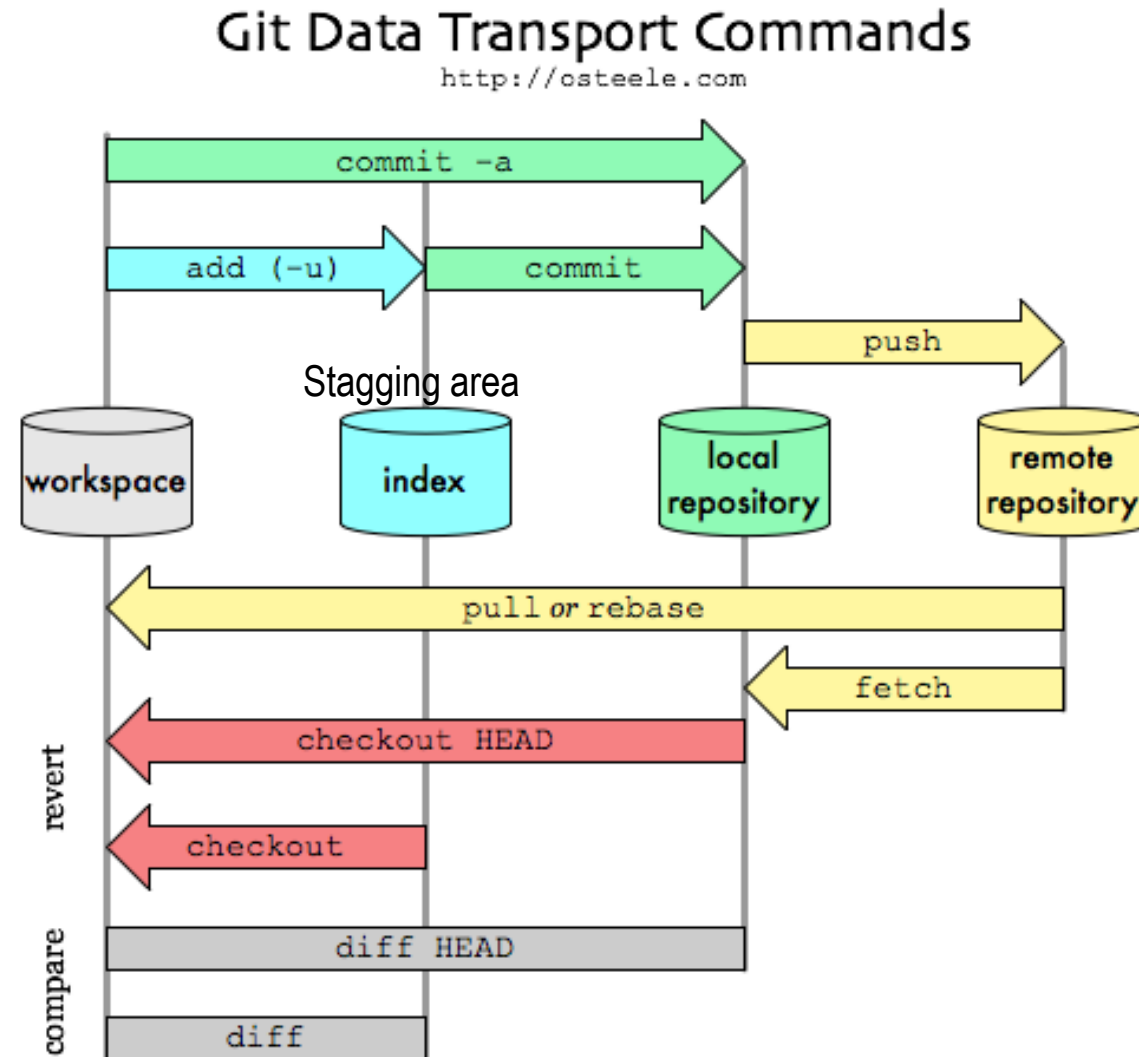 Git Data Transport Commands
http://osteele.com
commit -a
add (-u)
commit
push
Stagging area
workspace
index
local
repository
remote
repository
pull or rebase
fetch
revert
checkout HEAD
checkout
compare
diff HEAD
diff